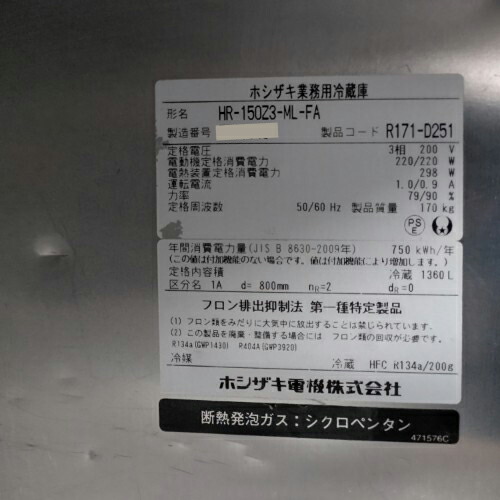 ホシザキ業務用冷蔵庫
形名 HR-150Z3-ML-FA
製造番号 製品コード R171-D251
定格電圧 3相 200 V
電動機定格消費電力 220/220 W
電熱装置定格消費電力 298 W
運転電流 1.0/0.9 A
力率 79/90 %
定格周波数 50/60 Hz 製品質量 170 kg
PS E
年間消費電力量(JIS B 8630-2009年) 750 kWh/年
(この値は付加機能のない場合です。値は付加機能により増加します。)
定格内容積 冷蔵 1360L
区分名 1A d= 800mm nR=2 dR=0
フロン排出抑制法 第一種特定製品
(1) フロン類をみだりに大気中に放出することは禁じられています.
(2) この製品を廃棄・整備する場合には フロン類の回収が必要です.
R134a(GWP1430) R404A(GWP3920)
冷媒 冷蔵 HFC R134a/200g
ホシザキ電機株式会社
断熱発泡ガス:シクロペンタン
471576C